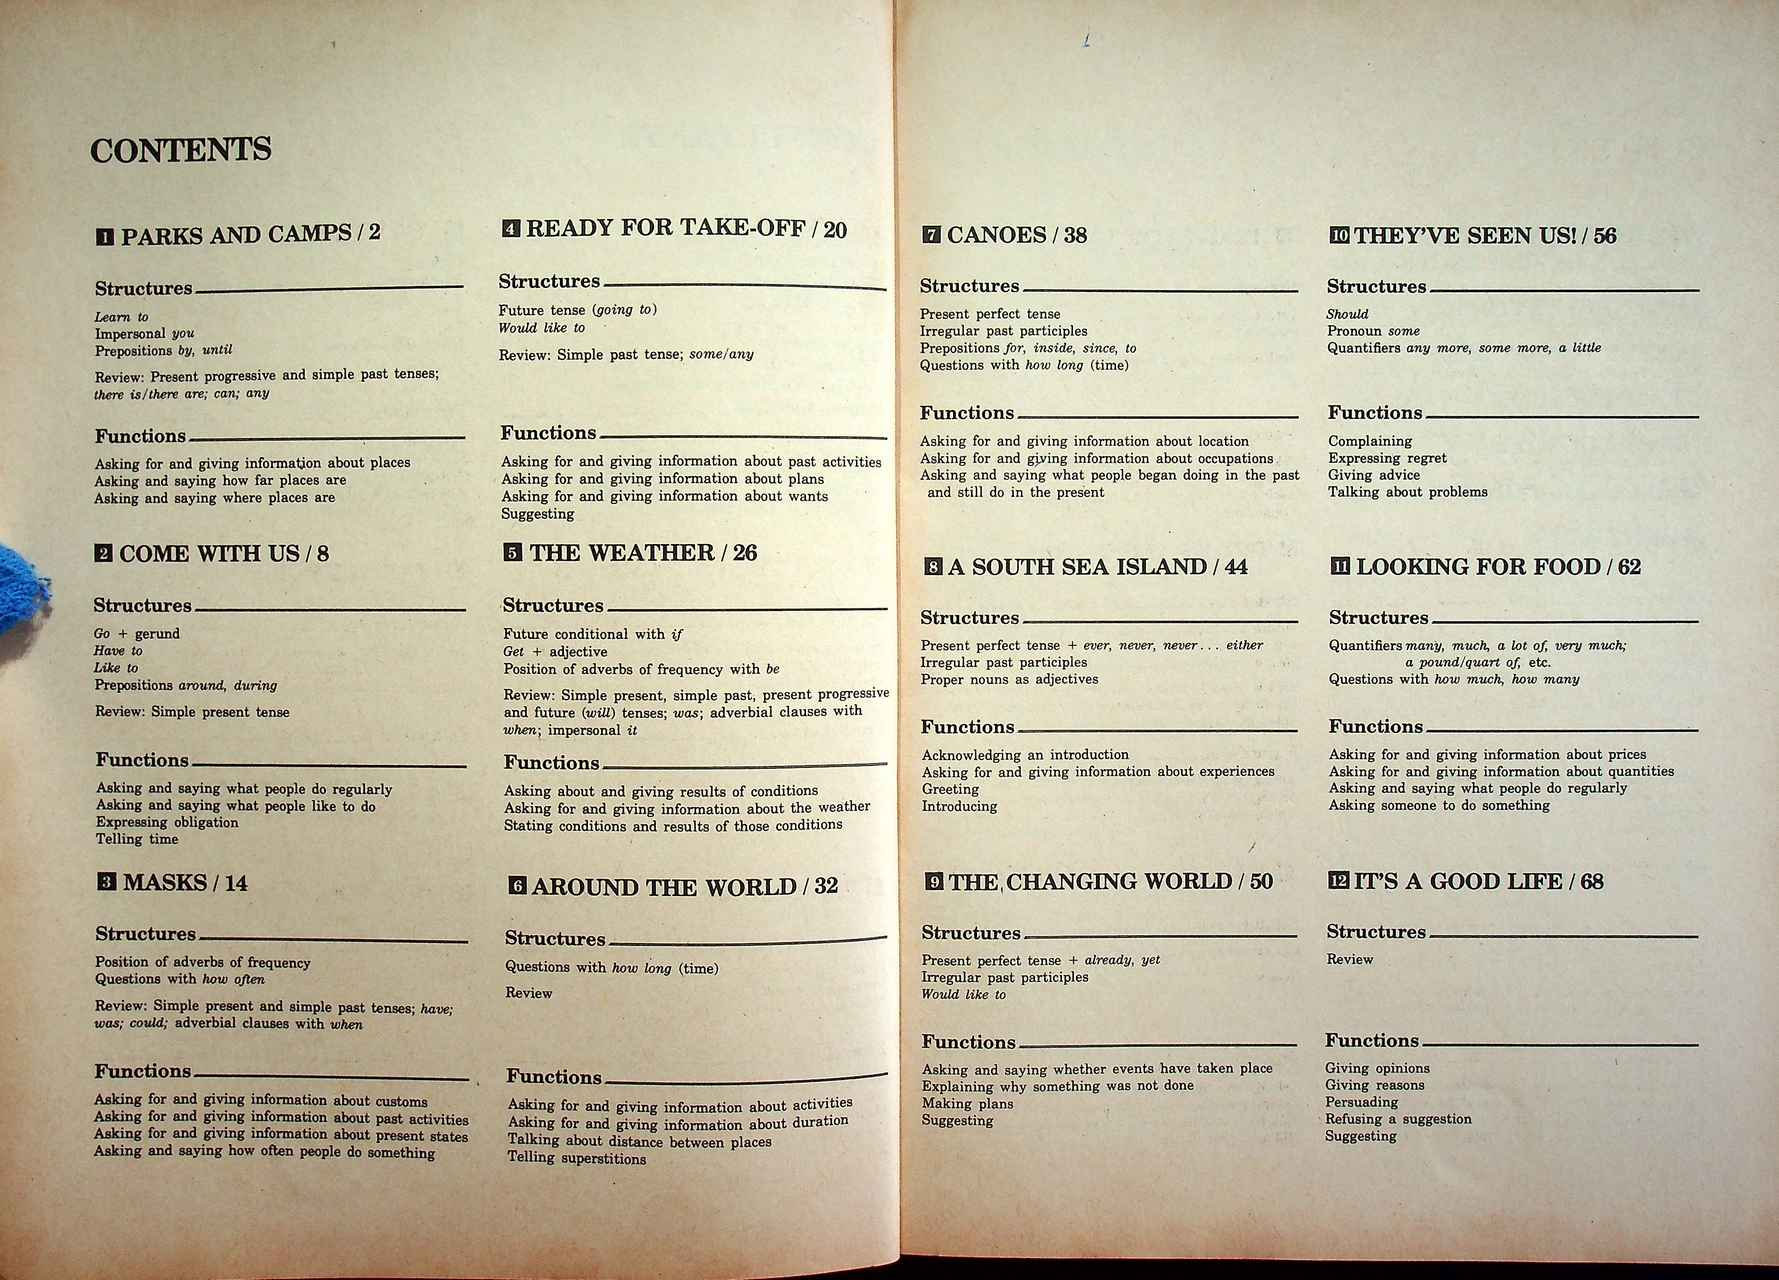 CONTENTS
1 PARKS AND CAMPS / 2
Structures
Learn to
Impersonal you
Prepositions by, until
Review: Present progressive and simple past tenses;
there is/there are; can; any
Functions
Asking for and giving information about places
Asking and saying how far places are
Asking and saying where places are
2 COME WITH US / 8
Structures
Go + gerund
Have to
Like to
Prepositions around, during
Review: Simple present tense
Functions
Asking and saying what people do regularly
Asking and saying what people like to do
Expressing obligation
Telling time
3 MASKS / 14
Structures
Position of adverbs of frequency
Questions with how often
Review: Simple present and simple past tenses; have;
was; could; adverbial clauses with when
Functions
Asking for and giving information about customs
Asking for and giving information about past activities
Asking for and giving information about present states
Asking and saying how often people do something
4 READY FOR TAKE-OFF / 20
Structures
Future tense (going to)
Would like to
Review: Simple past tense; some/any
Functions
Asking for and giving information about past activities
Asking for and giving information about plans
Asking for and giving information about wants
Suggesting
5 THE WEATHER / 26
Structures
Future conditional with if
Get + adjective
Position of adverbs of frequency with be
Review: Simple present, simple past, present progressive
and future (will) tenses; was; adverbial clauses with
when; impersonal it
Functions
Asking about and giving results of conditions
Asking for and giving information about the weather
Stating conditions and results of those conditions
6 AROUND THE WORLD / 32
Structures
Questions with how long (time)
Review
Functions
Asking for and giving information about activities
Asking for and giving information about duration
Talking about distance between places
Telling superstitions
7 CANOES / 38
Structures
Present perfect tense
Irregular past participles
Prepositions for, inside, since, to
Questions with how long (time)
Functions
Asking for and giving information about location
Asking for and giving information about occupations
Asking and saying what people began doing in the past
and still do in the present
8 A SOUTH SEA ISLAND / 44
Structures
Present perfect tense + ever, never, never... either
Irregular past participles
Proper nouns as adjectives
Functions
Acknowledging an introduction
Asking for and giving information about experiences
Greeting
Introducing
9 THE CHANGING WORLD / 50
Structures
Present perfect tense + already, yet
Irregular past participles
Would like to
Functions
Asking and saying whether events have taken place
Explaining why something was not done
Making plans
Suggesting
10 THEY'VE SEEN US! / 56
Structures
Should
Pronoun some
Quantifiers any more, some more, a little
Functions
Complaining
Expressing regret
Giving advice
Talking about problems
11 LOOKING FOR FOOD / 62
Structures
Quantifiers many, much, a lot of, very much;
a pound/quart of, etc.
Questions with how much, how many
Functions
Asking for and giving information about prices
Asking for and giving information about quantities
Asking and saying what people do regularly
Asking someone to do something
12 IT'S A GOOD LIFE / 68
Structures
Review
Functions
Giving opinions
Giving reasons
Persuading
Refusing a suggestion
Suggesting